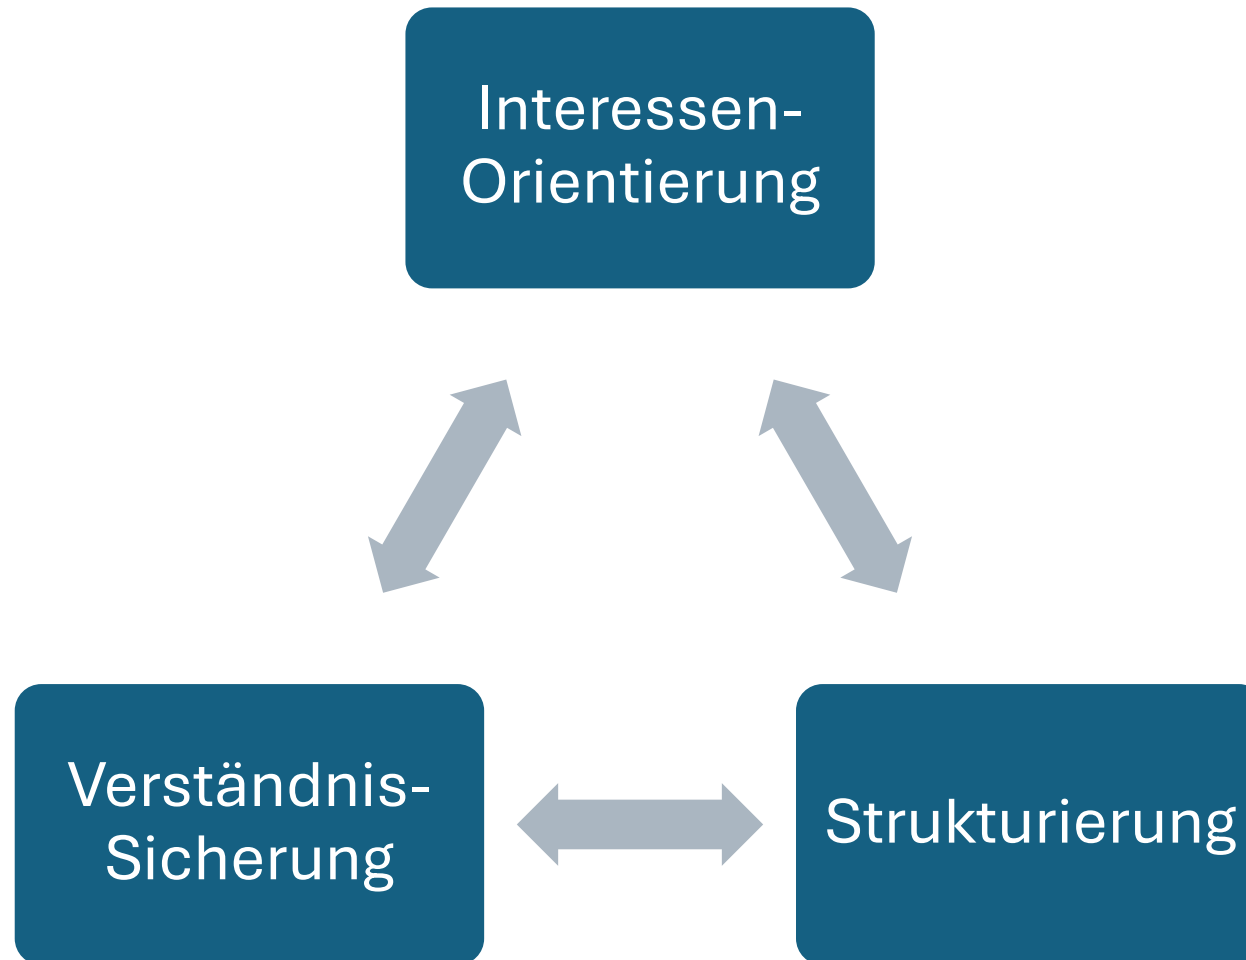 Interessen-
Orientierung
Verständnis-
Sicherung
Strukturierung